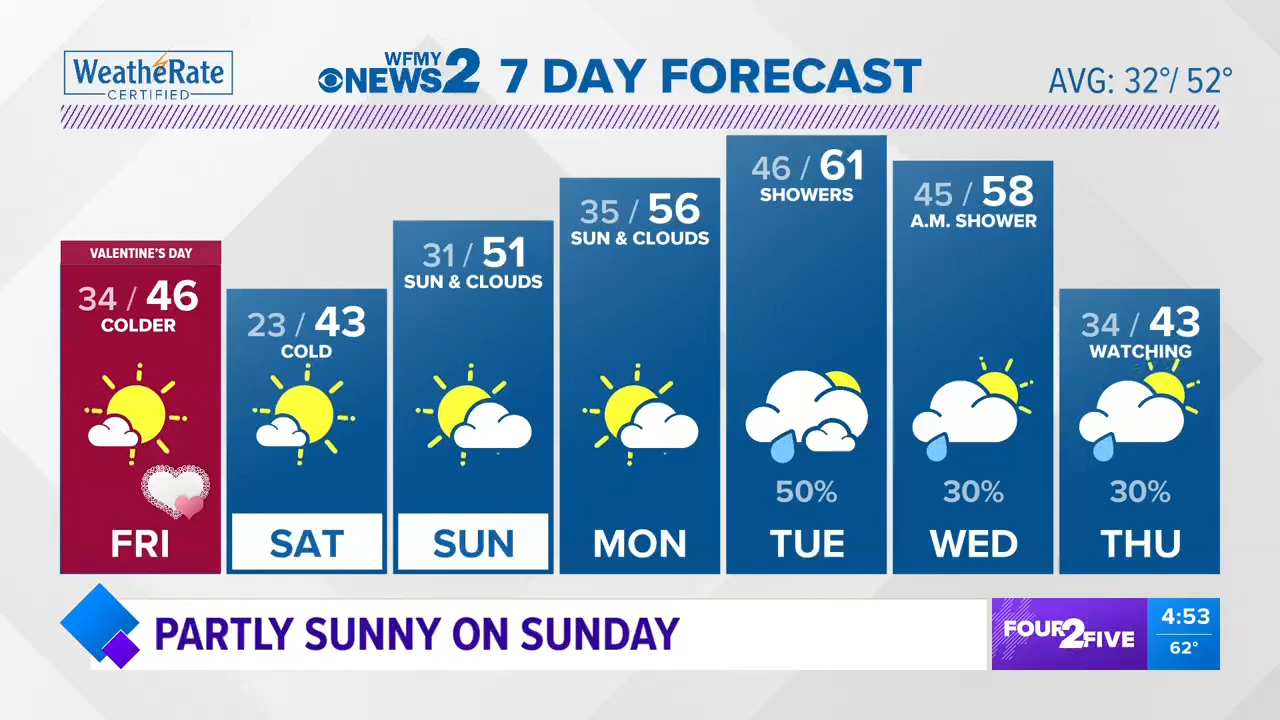 WeatheRate
CERTIFIED
WFMY
NEWS 2
7 DAY FORECAST
AVG: 32°/ 52°
VALENTINE'S DAY
34 / 46
COLDER
FRI
23 / 43
COLD
SAT
31 / 51
SUN & CLOUDS
SUN
35 / 56
SUN & CLOUDS
MON
46 / 61
SHOWERS
50%
TUE
45 / 58
A.M. SHOWER
30%
WED
34 / 43
WATCHING
30%
THU
PARTLY SUNNY ON SUNDAY
FOUR2FIVE
4:53
62°